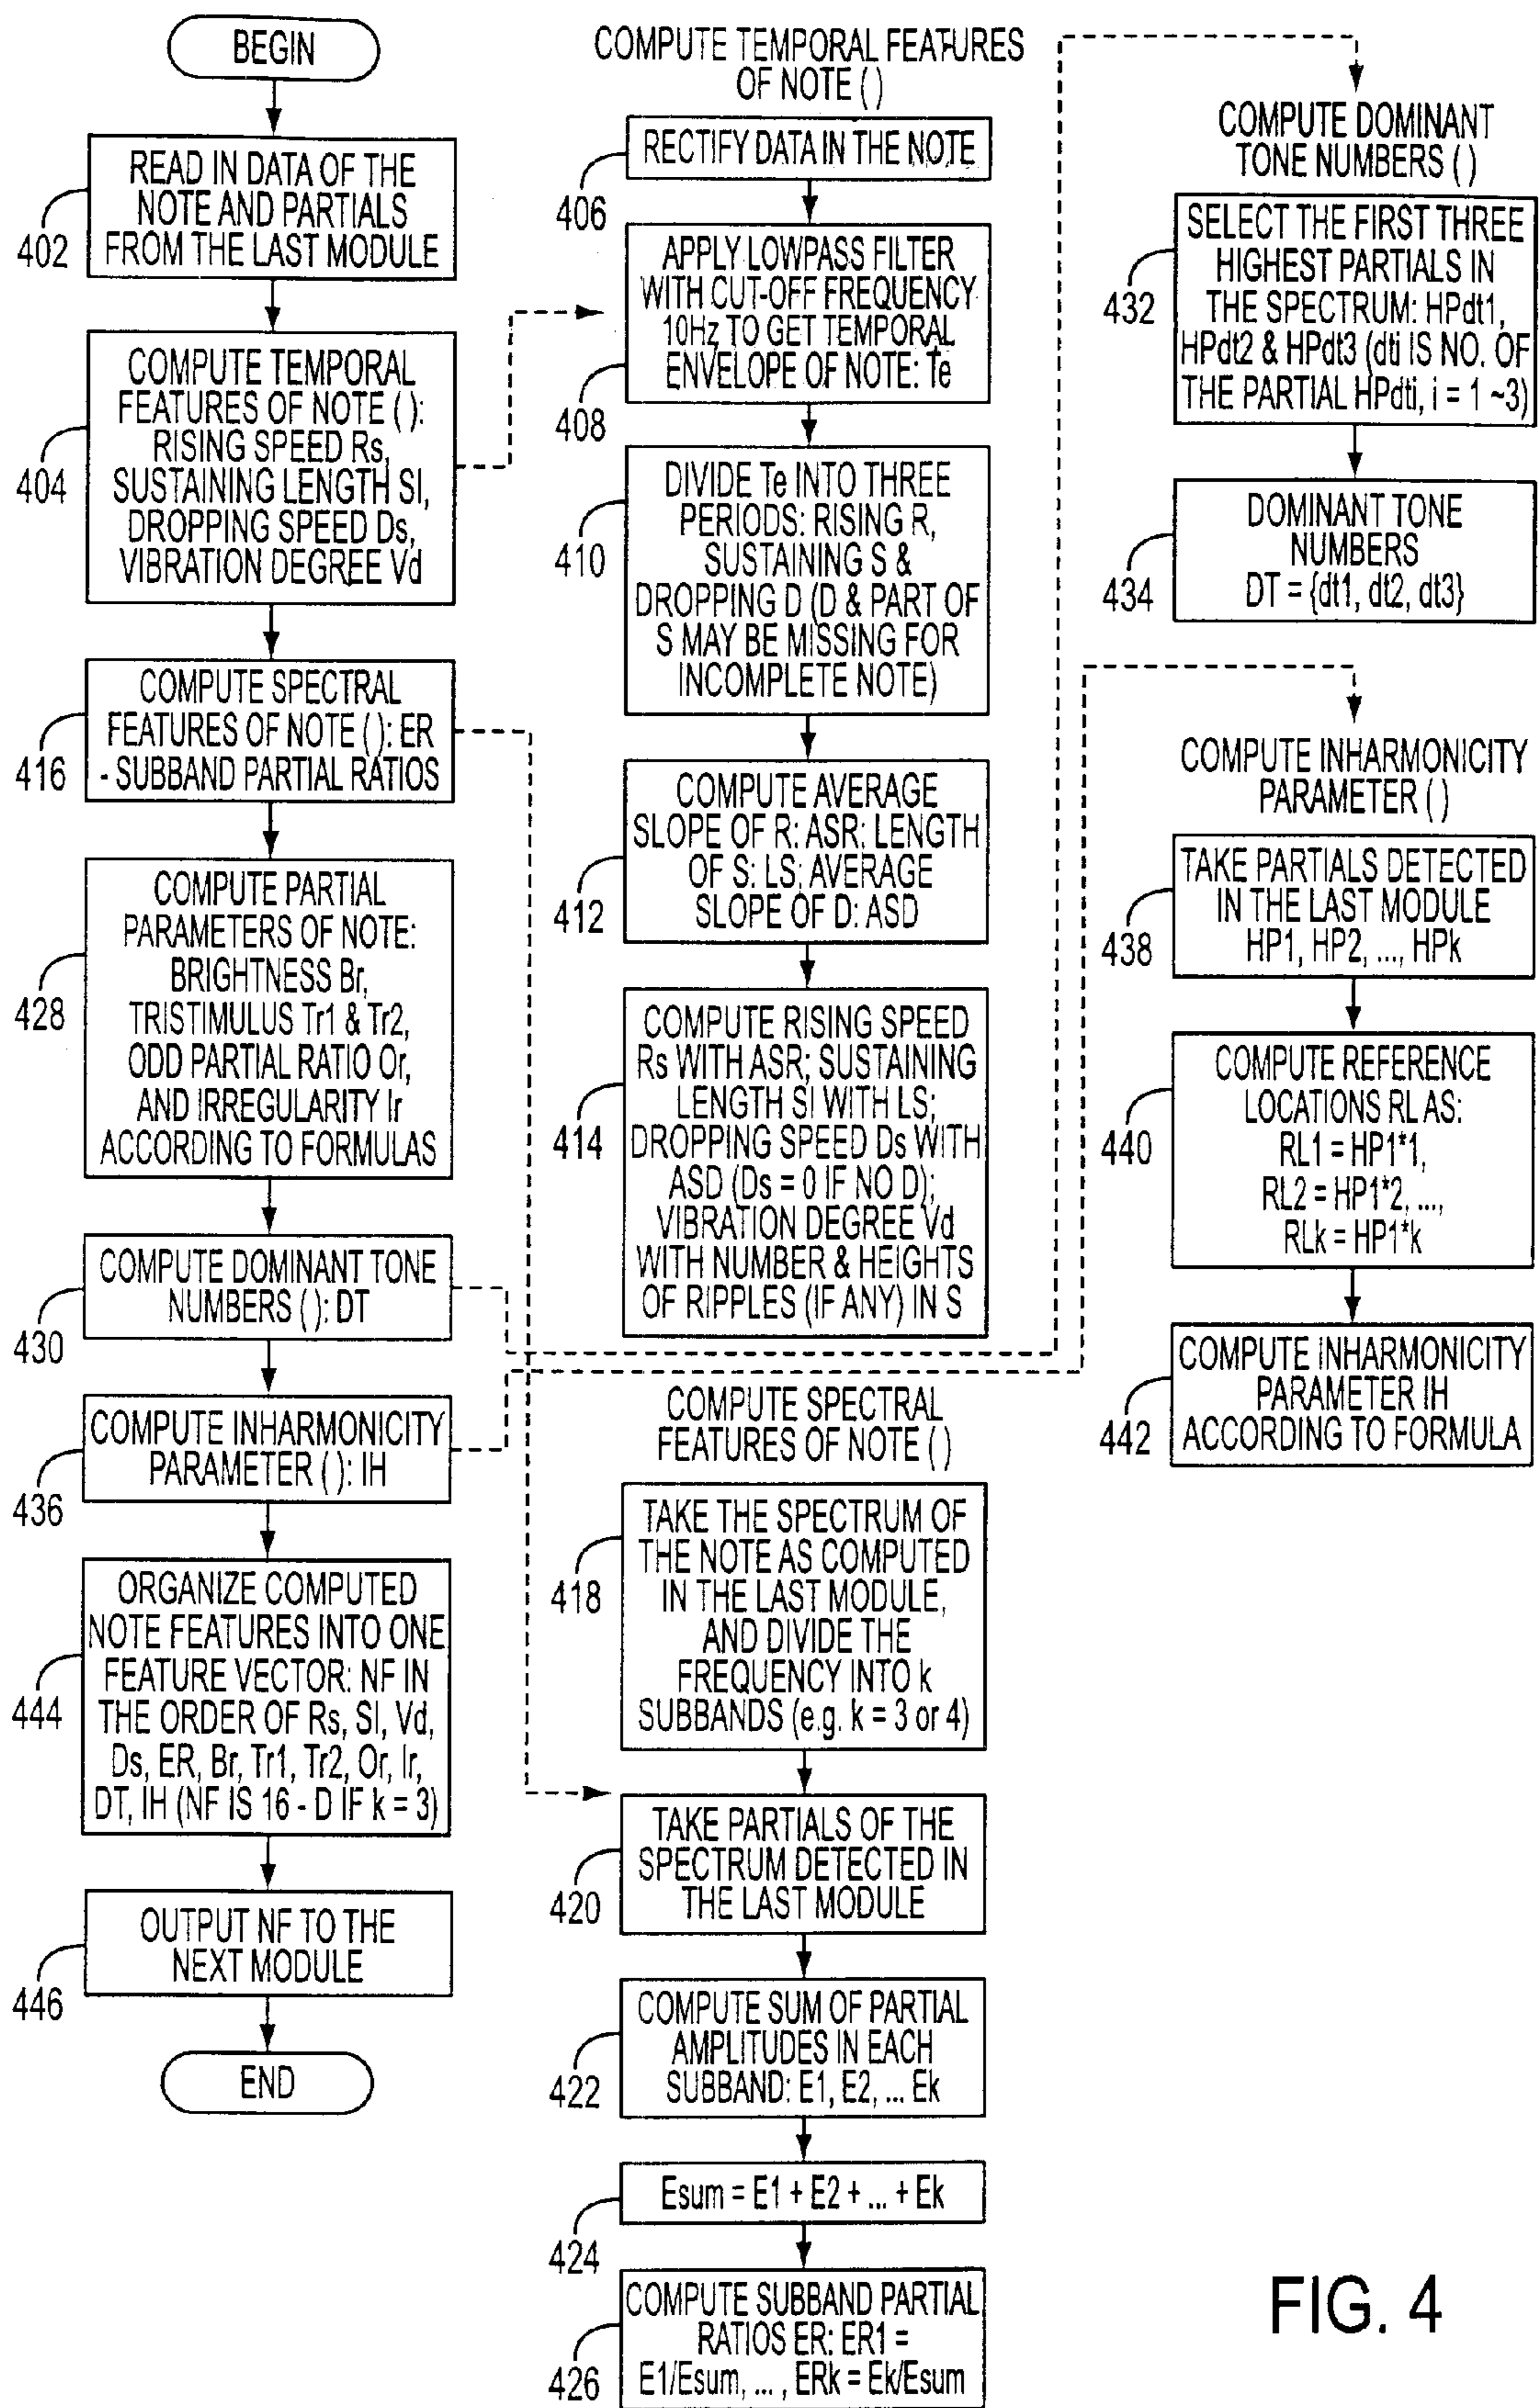 BEGIN
READ IN DATA OF THE
NOTE AND PARTIALS
FROM THE LAST MODULE
402
COMPUTE TEMPORAL
FEATURES OF NOTE ( ):
RISING SPEED Rs,
SUSTAINING LENGTH Sl,
DROPPING SPEED Ds,
VIBRATION DEGREE Vd
404
COMPUTE SPECTRAL
FEATURES OF NOTE ( ): ER
- SUBBAND PARTIAL RATIOS
416
COMPUTE PARTIAL
PARAMETERS OF NOTE:
BRIGHTNESS Br,
TRISTIMULUS Tr1 & Tr2,
ODD PARTIAL RATIO Or,
AND IRREGULARITY Ir
ACCORDING TO FORMULAS
428
COMPUTE DOMINANT TONE
NUMBERS ( ): DT
430
COMPUTE INHARMONICITY
PARAMETER ( ): IH
436
ORGANIZE COMPUTED
NOTE FEATURES INTO ONE
FEATURE VECTOR: NF IN
THE ORDER OF Rs, Sl, Vd,
Ds, ER, Br, Tr1, Tr2, Or, Ir,
DT, IH (NF IS 16 - D IF k = 3)
444
OUTPUT NF TO THE
NEXT MODULE
446
END
COMPUTE TEMPORAL FEATURES
OF NOTE ( )
RECTIFY DATA IN THE NOTE
406
APPLY LOWPASS FILTER
WITH CUT-OFF FREQUENCY
10Hz TO GET TEMPORAL
ENVELOPE OF NOTE: Te
408
DIVIDE Te INTO THREE
PERIODS: RISING R,
SUSTAINING S &
DROPPING D (D & PART OF
S MAY BE MISSING FOR
INCOMPLETE NOTE)
410
COMPUTE AVERAGE
SLOPE OF R: ASR; LENGTH
OF S: LS; AVERAGE
SLOPE OF D: ASD
412
COMPUTE RISING SPEED
Rs WITH ASR; SUSTAINING
LENGTH Sl WITH LS;
DROPPING SPEED Ds WITH
ASD (Ds = 0 IF NO D);
VIBRATION DEGREE Vd
WITH NUMBER & HEIGHTS
OF RIPPLES (IF ANY) IN S
414
COMPUTE SPECTRAL
FEATURES OF NOTE ( )
TAKE THE SPECTRUM OF
THE NOTE AS COMPUTED
IN THE LAST MODULE,
AND DIVIDE THE
FREQUENCY INTO k
SUBBANDS (e.g. k = 3 or 4)
418
TAKE PARTIALS OF THE
SPECTRUM DETECTED IN
THE LAST MODULE
420
COMPUTE SUM OF PARTIAL
AMPLITUDES IN EACH
SUBBAND: E1, E2, ... Ek
422
Esum = E1 + E2 + ... + Ek
424
COMPUTE SUBBAND PARTIAL
RATIOS ER: ER1 =
E1/Esum, ... , ERk = Ek/Esum
426
COMPUTE DOMINANT
TONE NUMBERS ( )
SELECT THE FIRST THREE
HIGHEST PARTIALS IN
THE SPECTRUM: HPdt1,
HPdt2 & HPdt3 (dti IS NO. OF
THE PARTIAL HPdti, i = 1 ~3)
432
DOMINANT TONE
NUMBERS
DT = {dt1, dt2, dt3}
434
COMPUTE INHARMONICITY
PARAMETER ( )
TAKE PARTIALS DETECTED
IN THE LAST MODULE
HP1, HP2, ..., HPk
438
COMPUTE REFERENCE
LOCATIONS RL AS:
RL1 = HP1*1,
RL2 = HP1*2, ...,
RLk = HP1*k
440
COMPUTE INHARMONICITY
PARAMETER IH
ACCORDING TO FORMULA
442
FIG. 4